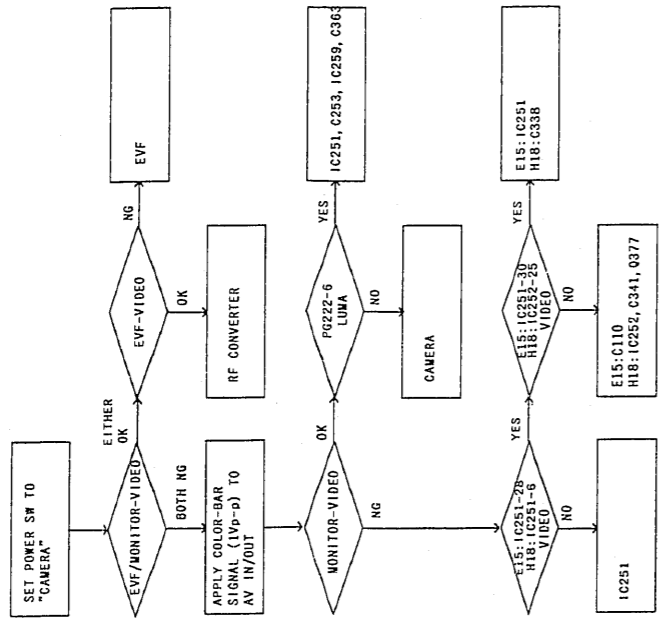 SET POWER SW TO
"CAMERA"
EVF/MONITOR-VIDEO
EITHER
OK
BOTH NG
EVF-VIDEO
NG
OK
EVF
RF CONVERTER
APPLY COLOR-BAR
SIGNAL (1Vp-p) TO
AV IN/OUT
MONITOR-VIDEO
OK
NG
PG222-6
LUMA
YES
NO
IC251, C253, IC259, C363
CAMERA
E15:IC251-28
H18:IC251-6
VIDEO
YES
NO
E15:IC251-30
H18:IC252-25
VIDEO
YES
NO
E15:IC251
H18:C338
E15:C110
H18:IC252, C341, Q377
IC251